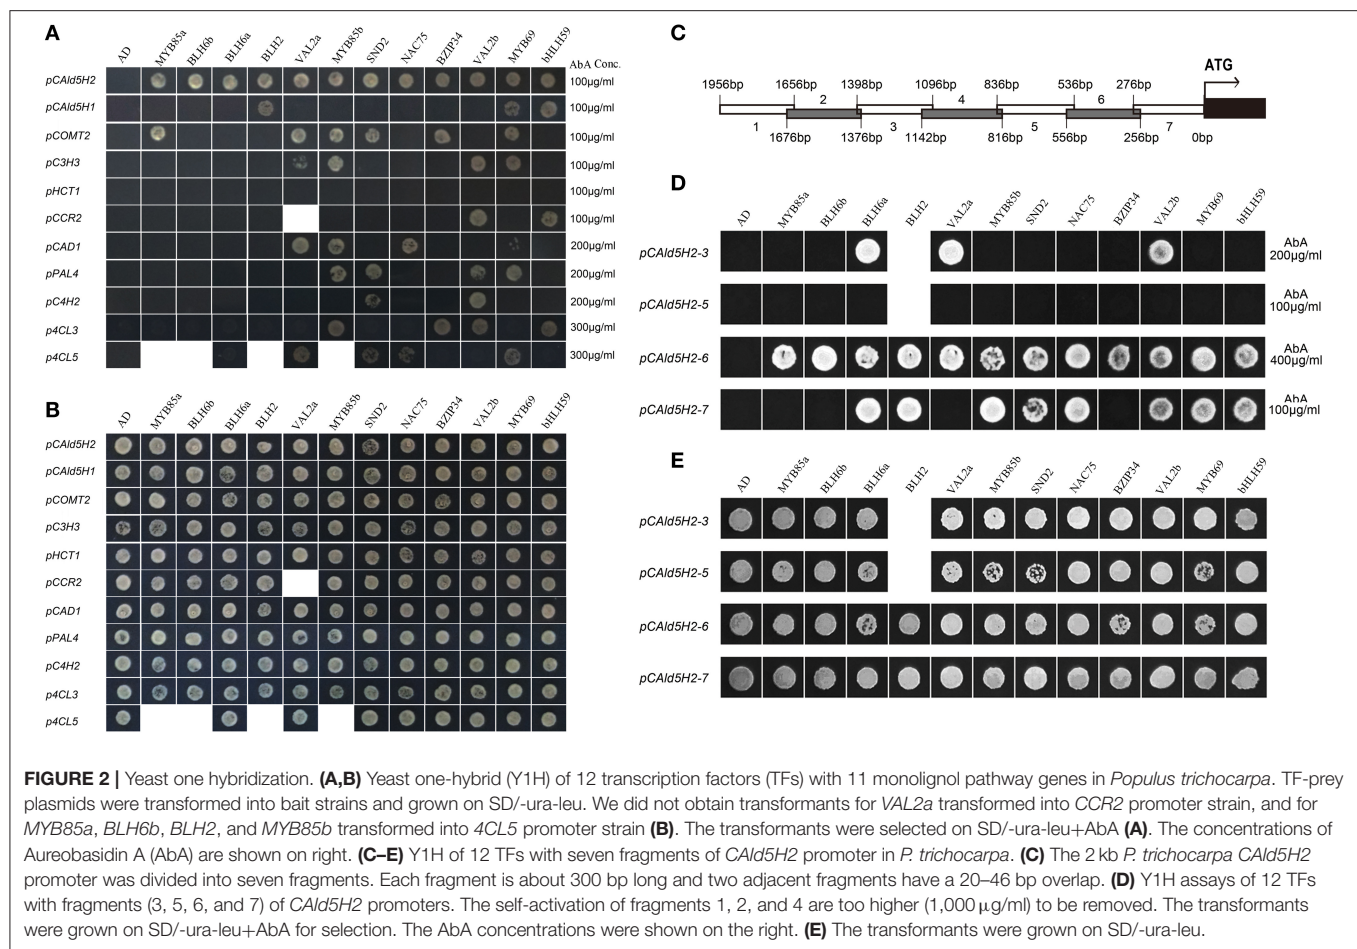 A
AD MYB85a BLH6b BLH6a BLH2 VAL2a MYB85b SND2 NAC75 BZIP34 VAL2b MYB69 bHLH59
AbA Conc.
pCAld5H2 100µg/ml
pCAld5H1 100µg/ml
pCOMT2 100µg/ml
pC3H3 100µg/ml
pHCT1 100µg/ml
pCCR2 100µg/ml
pCAD1 200µg/ml
pPAL4 200µg/ml
pC4H2 200µg/ml
p4CL3 300µg/ml
p4CL5 300µg/ml
B
AD MYB85a BLH6b BLH6a BLH2 VAL2a MYB85b SND2 NAC75 BZIP34 VAL2b MYB69 bHLH59
pCAld5H2
pCAld5H1
pCOMT2
pC3H3
pHCT1
pCCR2
pCAD1
pPAL4
pC4H2
p4CL3
p4CL5
C
ATG
1956bp 1656bp 1398bp 1096bp 836bp 536bp 276bp
2 4 6
1 3 5 7
1676bp 1376bp 1142bp 816bp 556bp 256bp 0bp
D
AD MYB85a BLH6b BLH6a BLH2 VAL2a MYB85b SND2 NAC75 BZIP34 VAL2b MYB69 bHLH59
pCAld5H2-3 AbA 200µg/ml
pCAld5H2-5 AbA 100µg/ml
pCAld5H2-6 AbA 400µg/ml
pCAld5H2-7 AhA 100µg/ml
E
AD MYB85a BLH6b BLH6a BLH2 VAL2a MYB85b SND2 NAC75 BZIP34 VAL2b MYB69 bHLH59
pCAld5H2-3
pCAld5H2-5
pCAld5H2-6
pCAld5H2-7
FIGURE 2 | Yeast one hybridization. (A,B) Yeast one-hybrid (Y1H) of 12 transcription factors (TFs) with 11 monolignol pathway genes in Populus trichocarpa. TF-prey
plasmids were transformed into bait strains and grown on SD/-ura-leu. We did not obtain transformants for VAL2a transformed into CCR2 promoter strain, and for
MYB85a, BLH6b, BLH2, and MYB85b transformed into 4CL5 promoter strain (B). The transformants were selected on SD/-ura-leu+AbA (A). The concentrations of
Aureobasidin A (AbA) are shown on right. (C–E) Y1H of 12 TFs with seven fragments of CAld5H2 promoter in P. trichocarpa. (C) The 2 kb P. trichocarpa CAld5H2
promoter was divided into seven fragments. Each fragment is about 300 bp long and two adjacent fragments have a 20–46 bp overlap. (D) Y1H assays of 12 TFs
with fragments (3, 5, 6, and 7) of CAld5H2 promoters. The self-activation of fragments 1, 2, and 4 are too higher (1,000 µg/ml) to be removed. The transformants
were grown on SD/-ura-leu+AbA for selection. The AbA concentrations were shown on the right. (E) The transformants were grown on SD/-ura-leu.